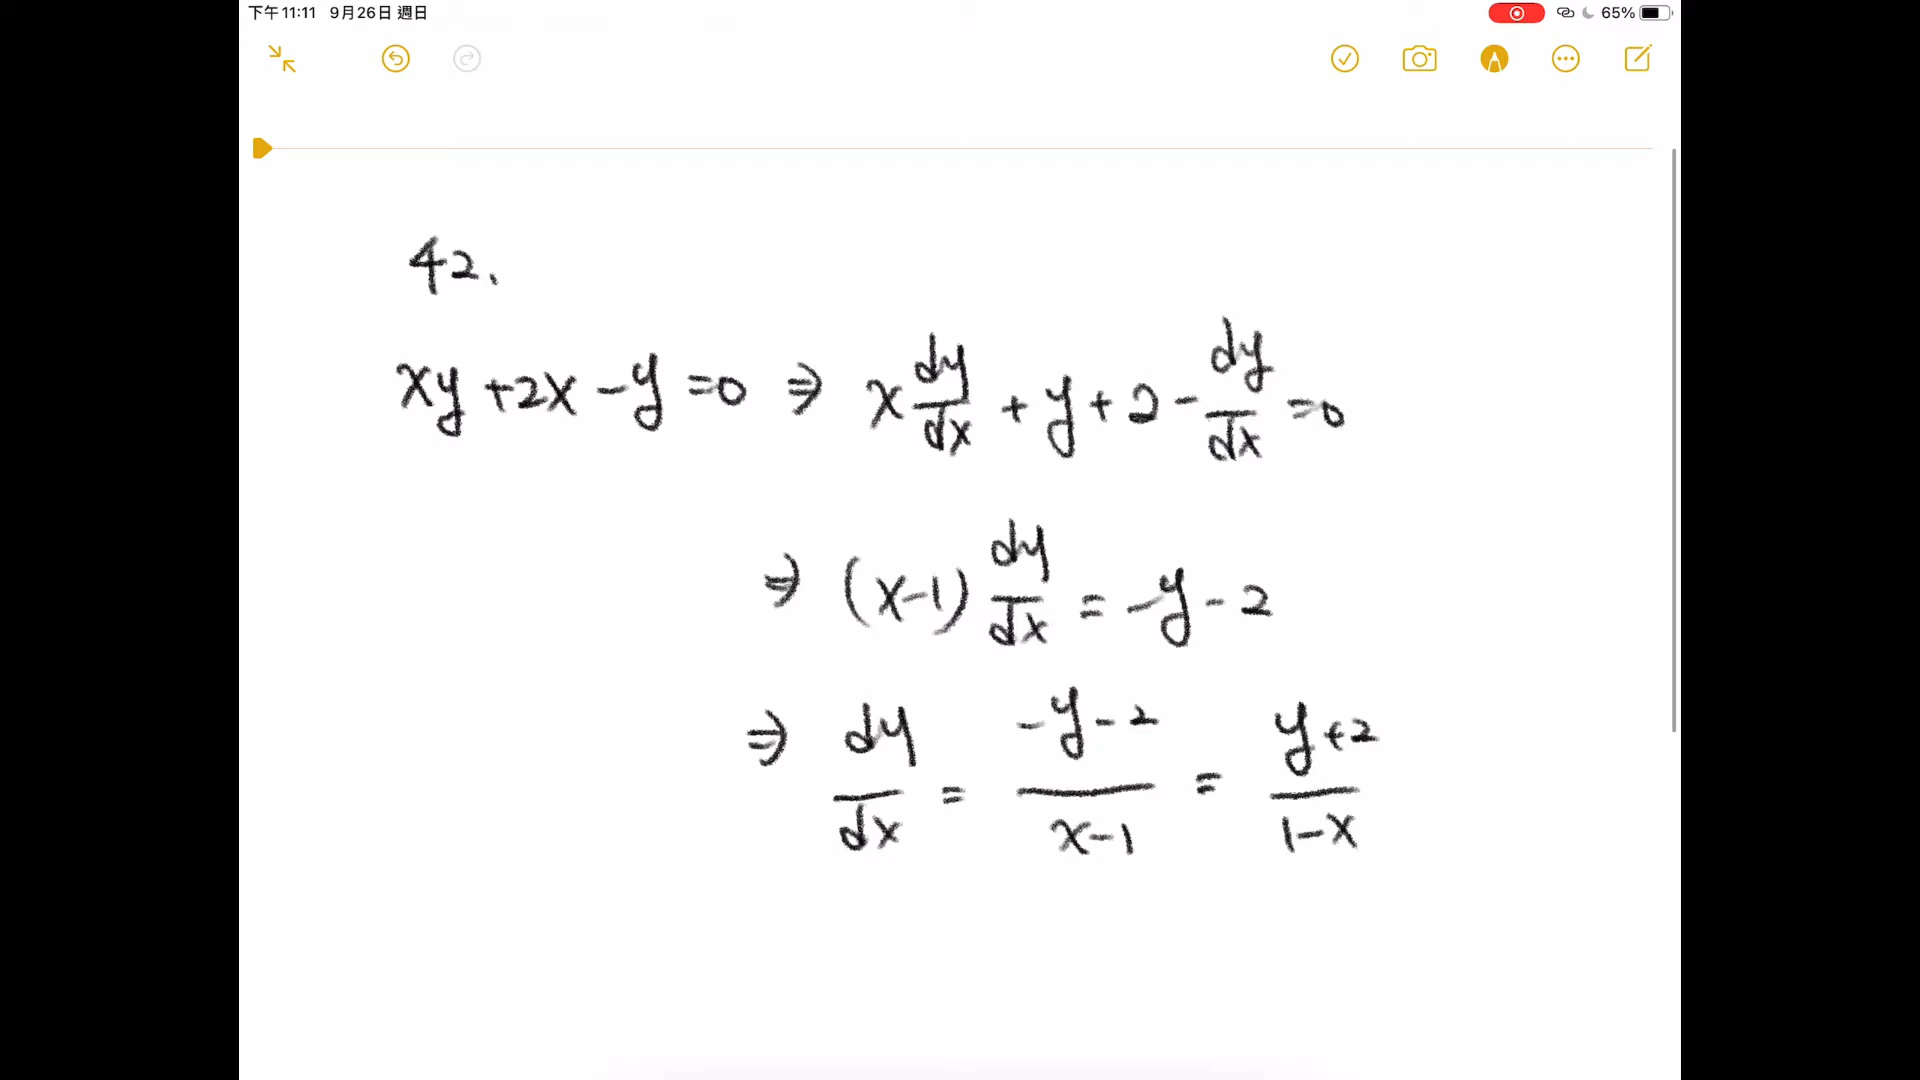 下午11:11 9月26日 週日 65%
42.
xy+2x-y=0 ⇒ x dy/dx + y + 2 - dy/dx = 0
⇒ (x-1) dy/dx = -y-2
⇒ dy/dx = -y-2/x-1 = y+2/1-x